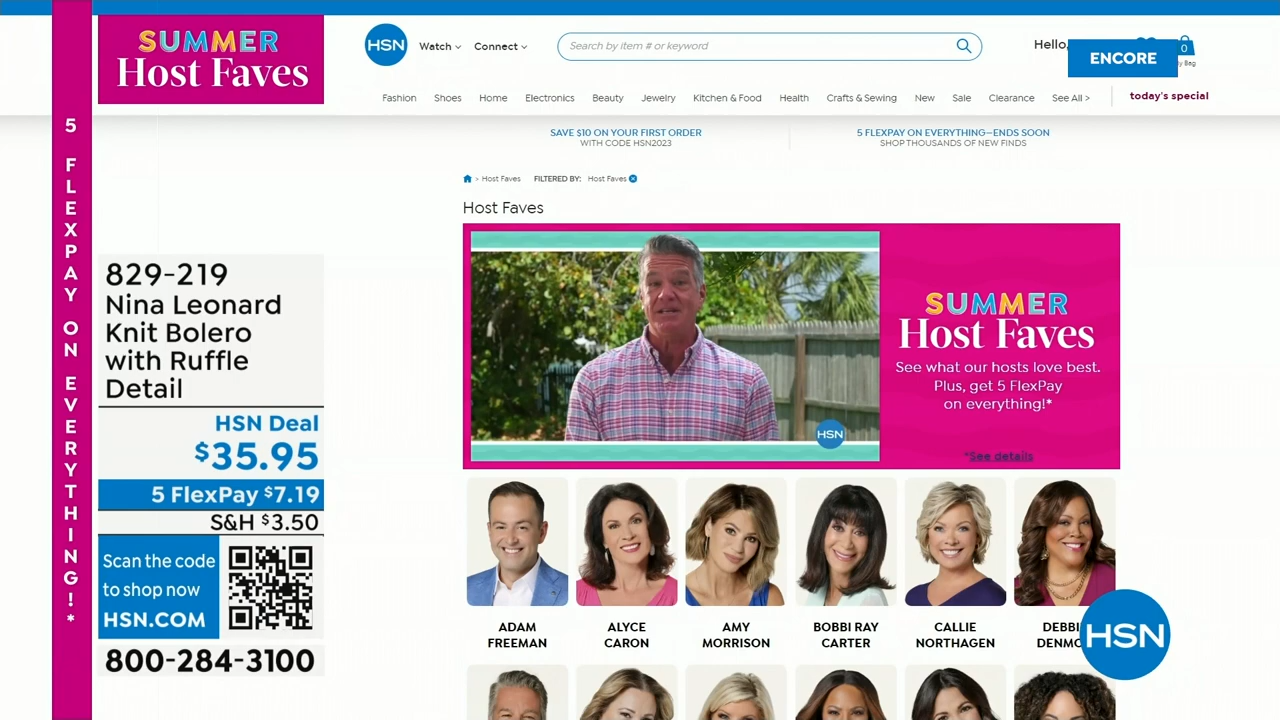 SUMMER
Host Faves
5 FLEXPAY ON EVERYTHING!*
829-219
Nina Leonard
Knit Bolero
with Ruffle
Detail
HSN Deal
$35.95
5 FlexPay $7.19
S&H $3.50
Scan the code
to shop now
HSN.COM
800-284-3100
HSN
Watch
Connect
Search by item # or keyword
Hello,
ENCORE
0
Bag
Fashion
Shoes
Home
Electronics
Beauty
Jewelry
Kitchen & Food
Health
Crafts & Sewing
New
Sale
Clearance
See All >
today's special
SAVE $10 ON YOUR FIRST ORDER
WITH CODE HSN2023
5 FLEXPAY ON EVERYTHING—ENDS SOON
SHOP THOUSANDS OF NEW FINDS
> Host Faves
FILTERED BY: Host Faves
Host Faves
HSN
SUMMER
Host Faves
See what our hosts love best.
Plus, get 5 FlexPay
on everything!*
*See details
ADAM
FREEMAN
ALYCE
CARON
AMY
MORRISON
BOBBI RAY
CARTER
CALLIE
NORTHAGEN
HSN